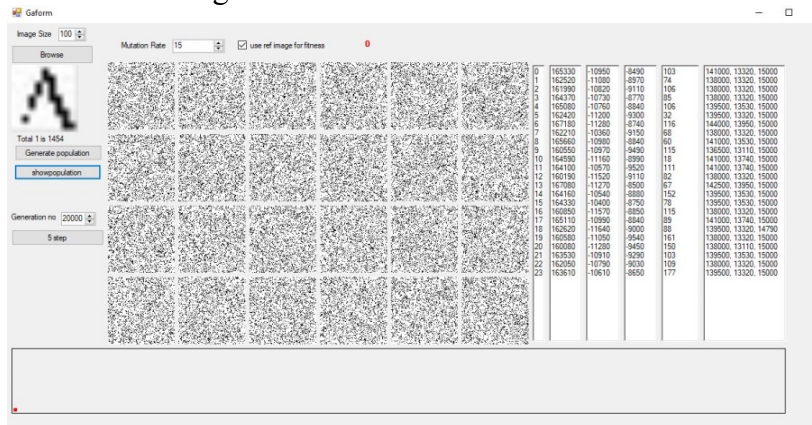 Gaform
Image Size 100
Browse
Mutation Rate 15 use ref image for fitness 0
Total 1 is 1454
Generate population
showpopulation
Generation no 20000
5 step
0 165330 -10950 -8490 103 141000, 13320, 15000
1 162520 -11080 -8970 74 138000, 13320, 15000
2 161990 -10820 -9110 106 138000, 13320, 15000
3 164370 -10730 -8770 85 138000, 13320, 15000
4 165080 -10760 -8840 106 139500, 13530, 15000
5 162420 -11200 -9300 32 139500, 13320, 15000
6 167180 -11280 -8740 116 144000, 13950, 15000
7 162210 -10360 -9150 68 138000, 13320, 15000
8 165660 -10980 -8840 60 141000, 13530, 15000
9 160550 -10970 -9490 115 136500, 13110, 15000
10 164590 -11160 -8990 18 141000, 13740, 15000
11 164100 -10570 -9520 111 141000, 13740, 15000
12 160190 -11520 -9110 82 138000, 13320, 15000
13 167080 -11270 -8500 67 142500, 13950, 15000
14 164160 -10540 -8880 152 139500, 13530, 15000
15 164330 -10400 -8750 78 139500, 13530, 15000
16 160850 -11570 -8850 115 138000, 13320, 15000
17 165110 -10990 -8840 89 141000, 13740, 15000
18 162620 -11640 -9000 88 139500, 13320, 14790
19 160580 -11050 -9540 161 138000, 13320, 15000
20 160080 -11280 -9450 150 138000, 13110, 15000
21 163530 -10910 -9290 103 139500, 13530, 15000
22 162050 -10790 -9030 109 138000, 13320, 15000
23 163610 -10610 -8650 177 139500, 13320, 15000